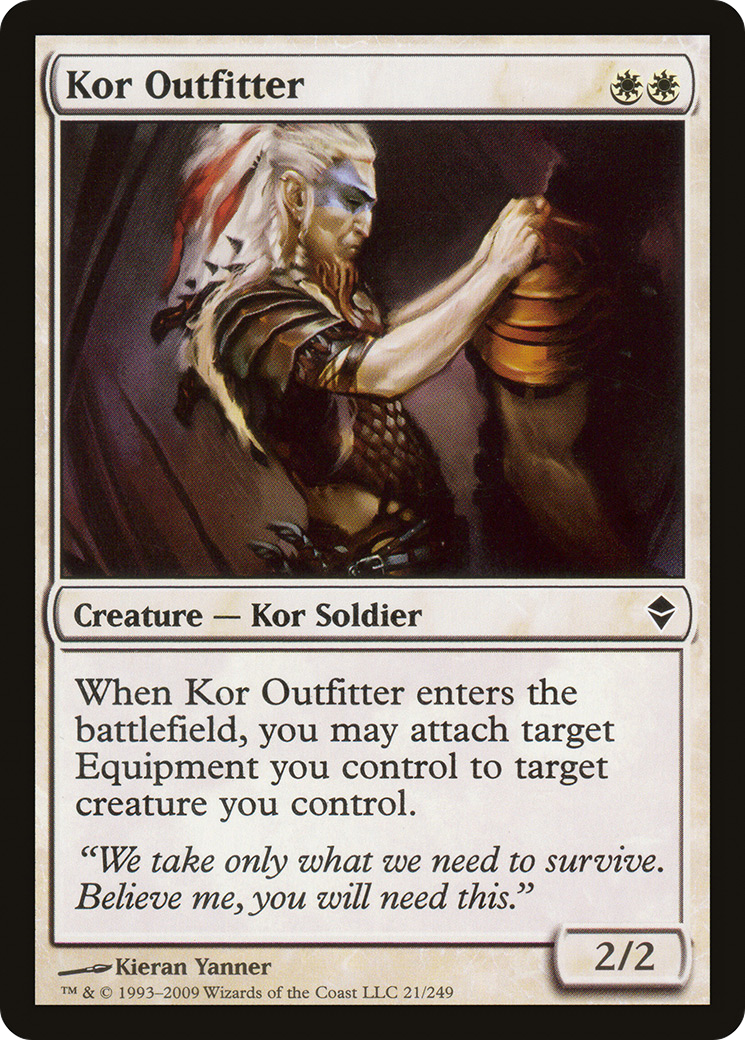 Kor Outfitter
Creature — Kor Soldier
When Kor Outfitter enters the
battlefield, you may attach target
Equipment you control to target
creature you control.
“We take only what we need to survive.
Believe me, you will need this.”
2/2
Kieran Yanner
™ & © 1993–2009 Wizards of the Coast LLC 21/249